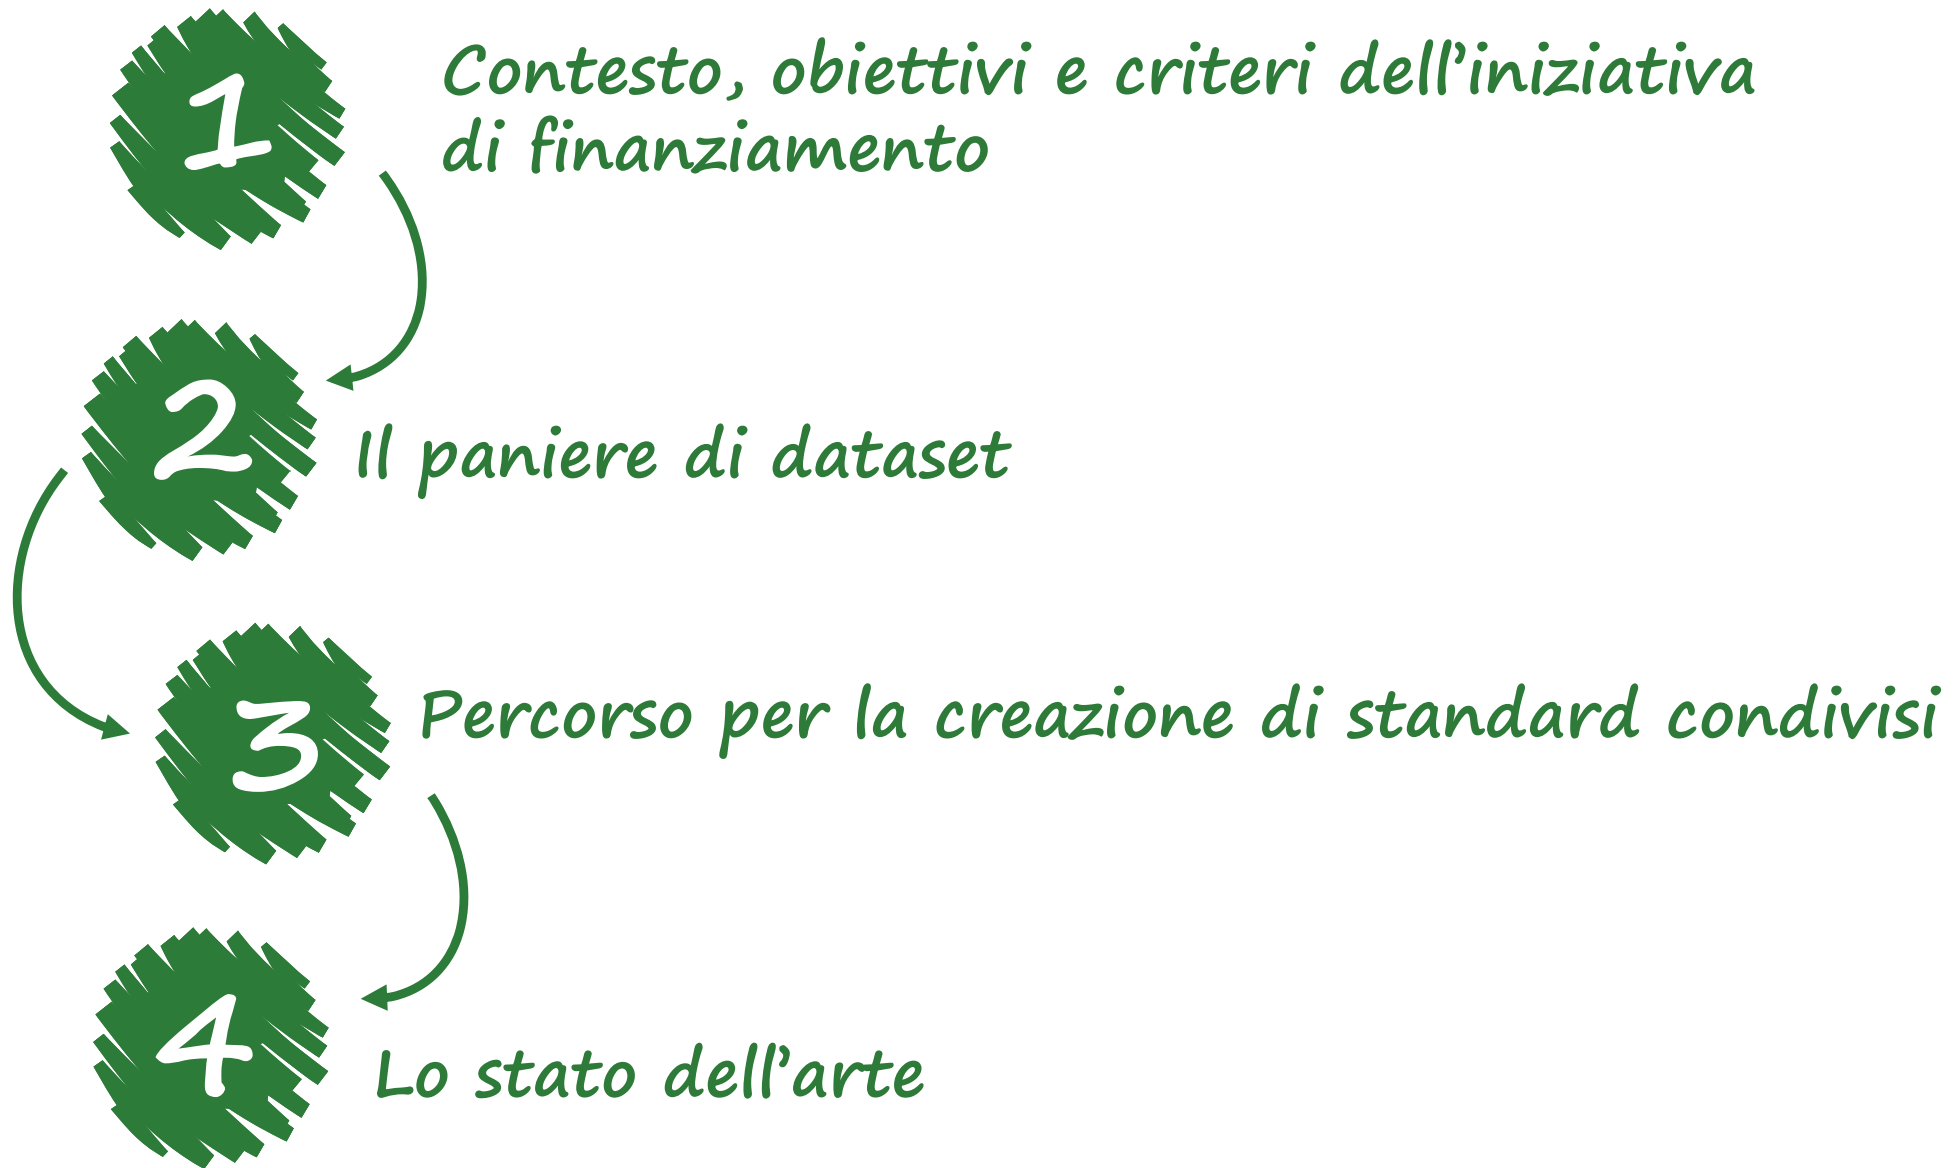 1
Contesto, obiettivi e criteri dell'iniziativa
di finanziamento
2
Il paniere di dataset
3
Percorso per la creazione di standard condivisi
4
Lo stato dell’arte